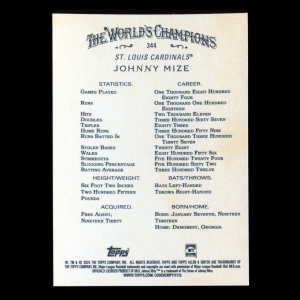 THE WORLD'S CHAMPIONS
344
ST. LOUIS CARDINALS®
JOHNNY MIZE
STATISTICS. CAREER.
Games Played One Thousand Eight Hundred
Eighty Four
Runs One Thousand One Hundred
Eighteen
Hits Two Thousand Eleven
Doubles Three Hundred Sixty Seven
Triples Eighty Three
Home Runs Three Hundred Fifty Nine
Runs Batted In One Thousand Three Hundred
Thirty Seven
Stolen Bases Twenty Eight
Walks Eight Hundred Fifty Six
Strikeouts Five Hundred Twenty Four
Slugging Percentage Five Hundred Sixty Two
Batting Average Three Hundred Twelve
HEIGHT/WEIGHT. BATS/THROWS.
Six Foot Two Inches Bats Left-Handed
Two Hundred Fifteen Throws Right-Handed
Pounds
ACQUIRED. BORN/HOME.
Free Agent, Born: January Seventh, Nineteen
Nineteen Thirty Thirteen
Home: Demorest, Georgia
Topps